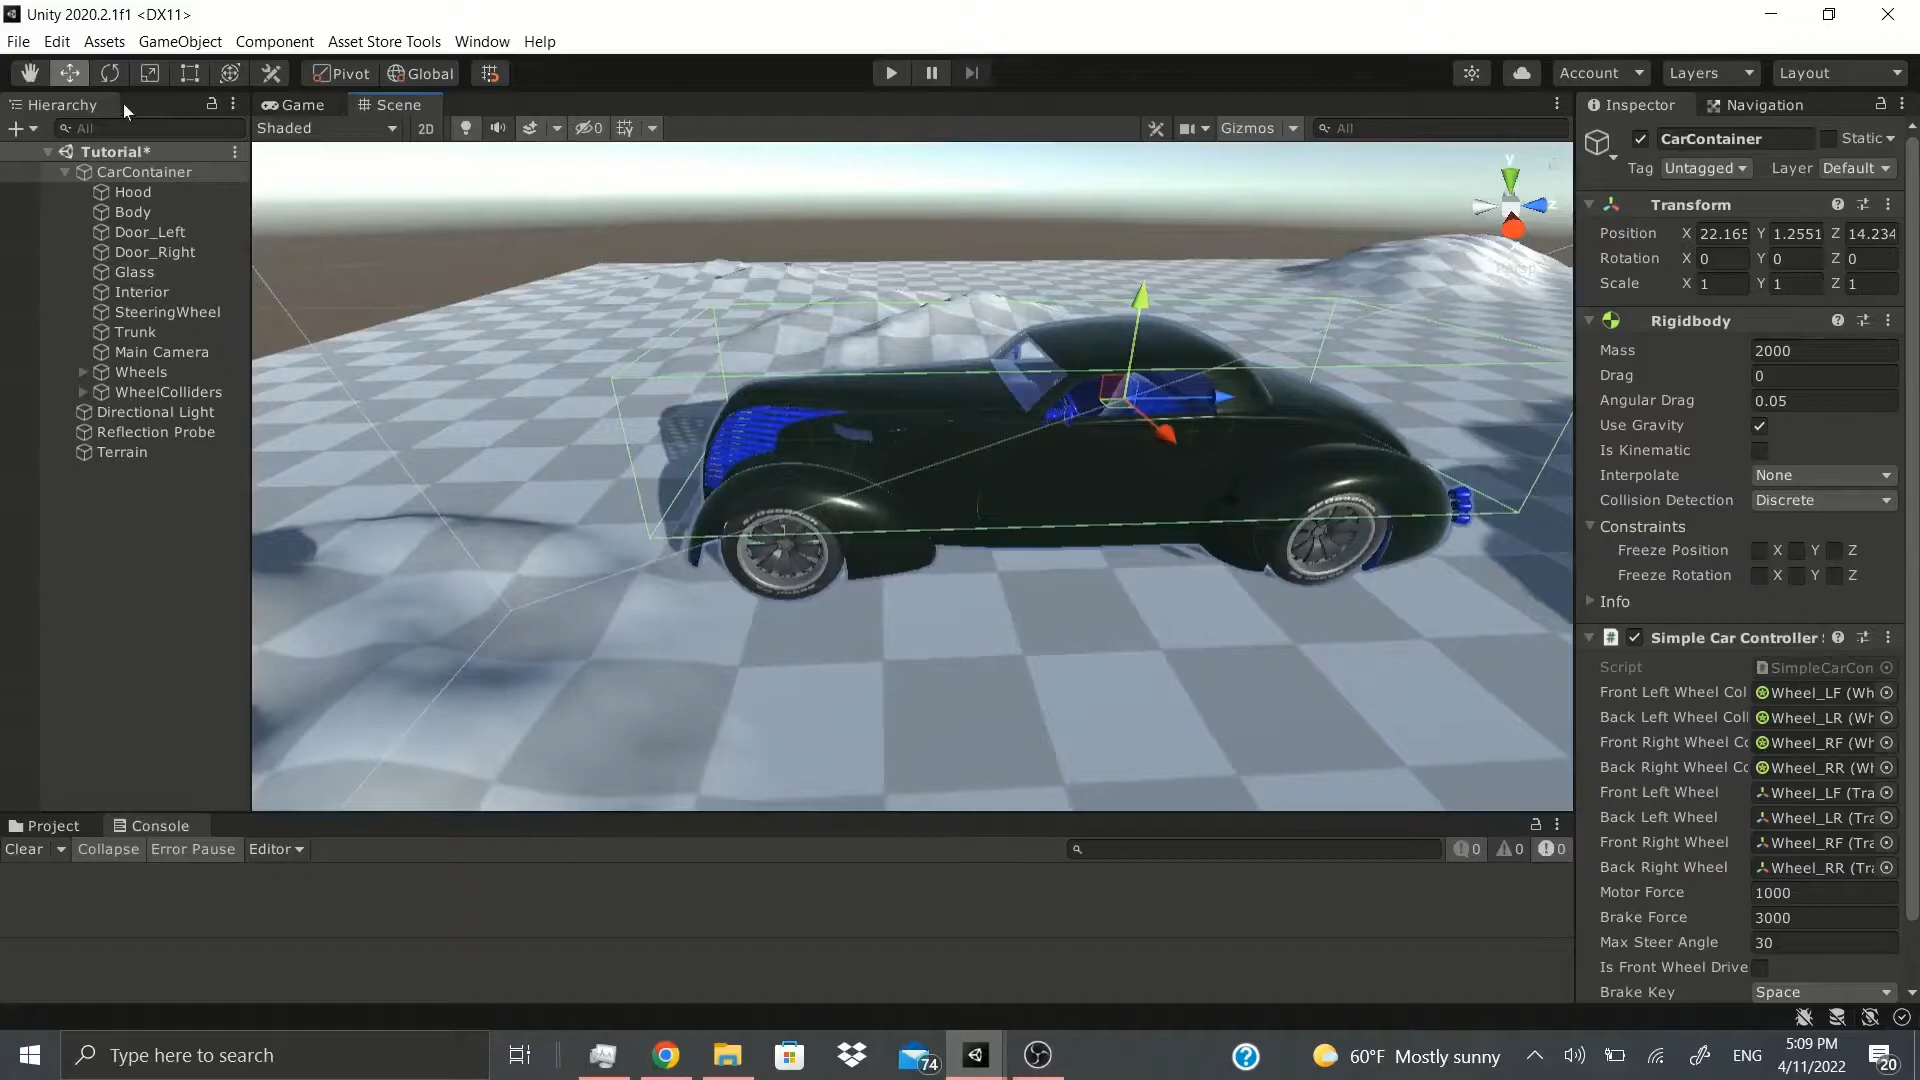 Unity 2020.2.1f1 <DX11>
File Edit Assets GameObject Component Asset Store Tools Window Help
Pivot Global Account Layers Layout
Hierarchy Game Scene Inspector Navigation
All Shaded 2D 0 Gizmos All
CarContainer Static
Tag Untagged Layer Default
Tutorial*
CarContainer
Hood
Body
Door_Left
Door_Right
Glass
Interior
SteeringWheel
Trunk
Main Camera
Wheels
WheelColliders
Directional Light
Reflection Probe
Terrain
y
z
Persp
Transform
Position X 22.165 Y 1.2551 Z 14.234
Rotation X 0 Y 0 Z 0
Scale X 1 Y 1 Z 1
Rigidbody
Mass 2000
Drag 0
Angular Drag 0.05
Use Gravity
Is Kinematic
Interpolate None
Collision Detection Discrete
Constraints
Freeze Position X Y Z
Freeze Rotation X Y Z
Info
Simple Car Controller
Script SimpleCarCon
Front Left Wheel Col Wheel_LF (Wh
Back Left Wheel Coll Wheel_LR (Wh
Front Right Wheel Co Wheel_RF (Wh
Back Right Wheel Co Wheel_RR (Wh
Front Left Wheel Wheel_LF (Tra
Back Left Wheel Wheel_LR (Tra
Front Right Wheel Wheel_RF (Tra
Back Right Wheel Wheel_RR (Tra
Motor Force 1000
Brake Force 3000
Max Steer Angle 30
Is Front Wheel Drive
Brake Key Space
Project Console
Clear Collapse Error Pause Editor 0 0 0
Type here to search 74 60°F Mostly sunny ENG 5:09 PM
4/11/2022 20